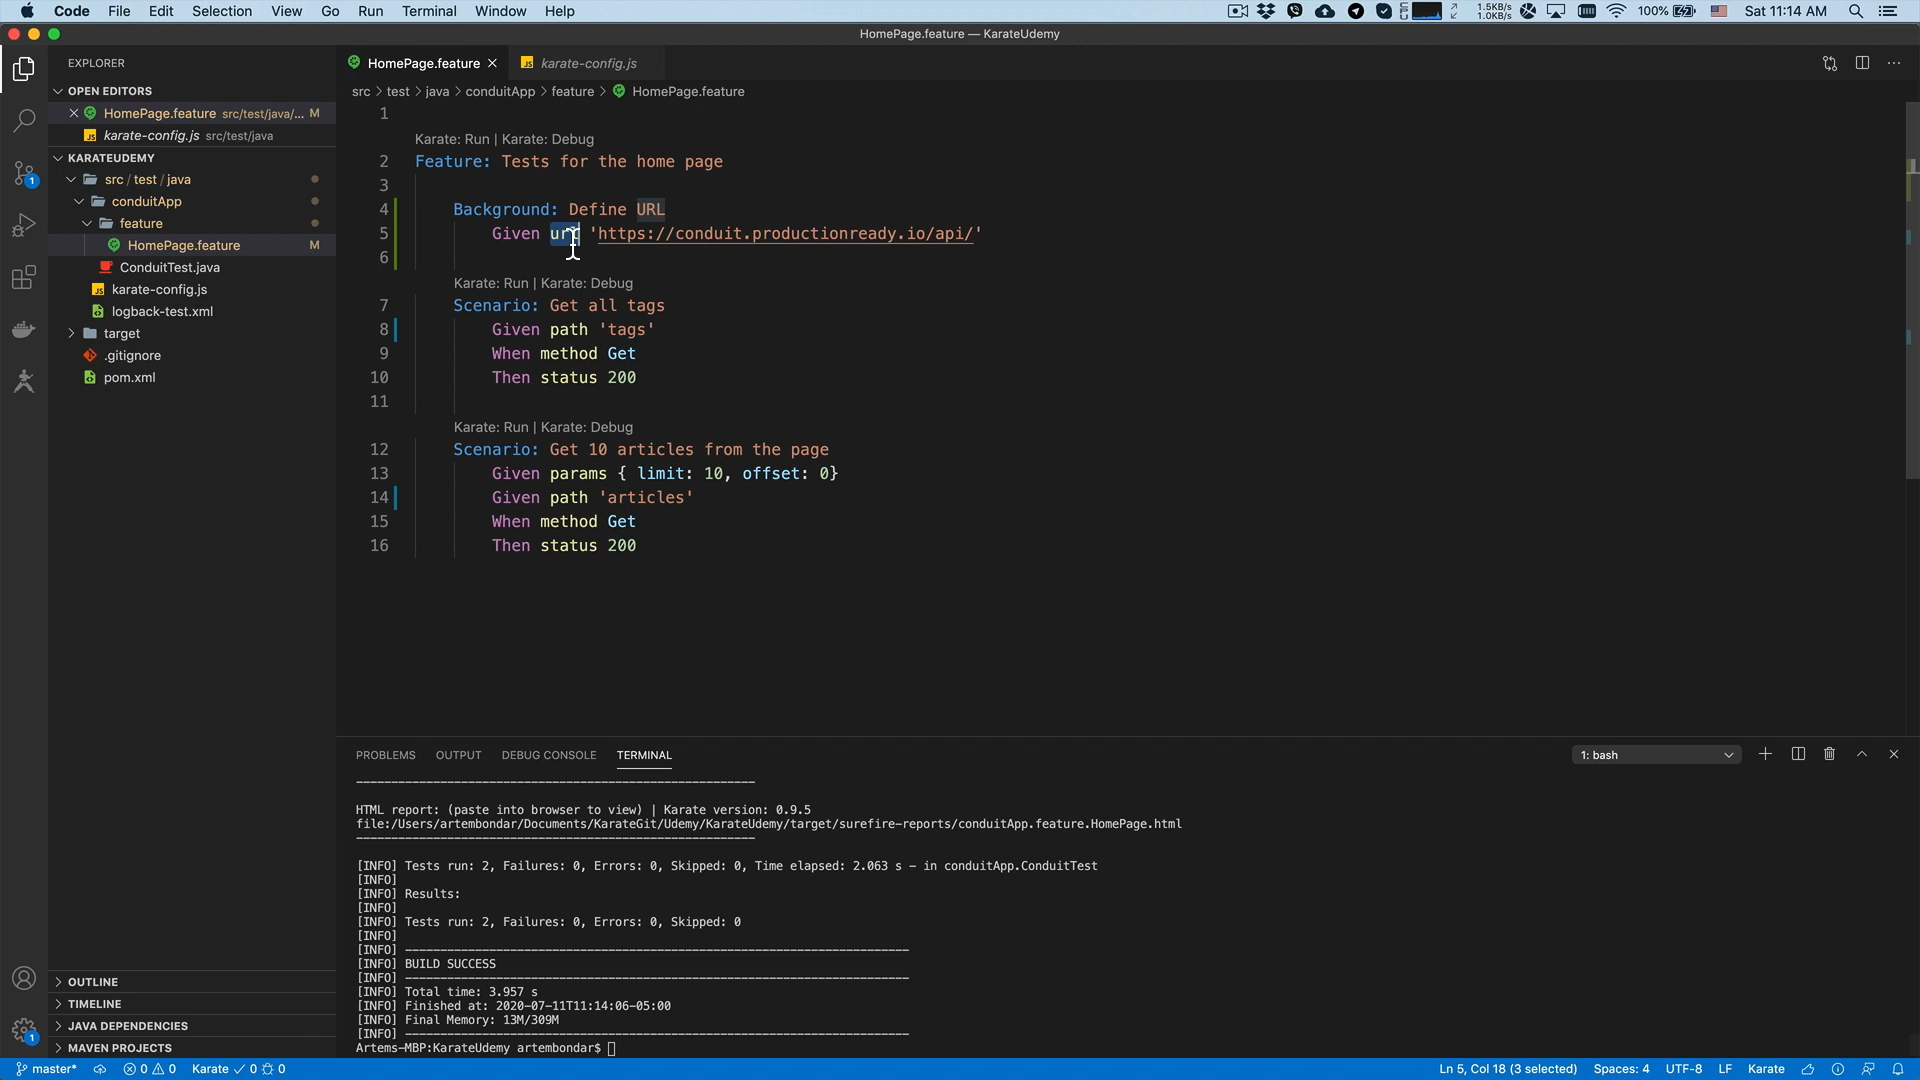 Code File Edit Selection View Go Run Terminal Window Help 1.5KB/s 1.0KB/s 100% Sat 11:14 AM
HomePage.feature — KarateUdemy
EXPLORER
OPEN EDITORS
HomePage.feature src/test/java/... M
karate-config.js src/test/java
KARATEUDEMY
src / test / java
conduitApp
feature
HomePage.feature M
ConduitTest.java
karate-config.js
logback-test.xml
target
.gitignore
pom.xml
OUTLINE
TIMELINE
JAVA DEPENDENCIES
MAVEN PROJECTS
HomePage.feature karate-config.js
src > test > java > conduitApp > feature > HomePage.feature
1
Karate: Run | Karate: Debug
2 Feature: Tests for the home page
3
4 Background: Define URL
5 Given url 'https://conduit.productionready.io/api/'
6
Karate: Run | Karate: Debug
7 Scenario: Get all tags
8 Given path 'tags'
9 When method Get
10 Then status 200
11
Karate: Run | Karate: Debug
12 Scenario: Get 10 articles from the page
13 Given params { limit: 10, offset: 0}
14 Given path 'articles'
15 When method Get
16 Then status 200
PROBLEMS OUTPUT DEBUG CONSOLE TERMINAL 1: bash
---------------------------------------------------------
HTML report: (paste into browser to view) | Karate version: 0.9.5
file:/Users/artembondar/Documents/KarateGit/Udemy/KarateUdemy/target/surefire-reports/conduitApp.feature.HomePage.html
---------------------------------------------------------
[INFO] Tests run: 2, Failures: 0, Errors: 0, Skipped: 0, Time elapsed: 2.063 s - in conduitApp.ConduitTest
[INFO]
[INFO] Results:
[INFO]
[INFO] Tests run: 2, Failures: 0, Errors: 0, Skipped: 0
[INFO]
[INFO] ------------------------------------------------------------------------
[INFO] BUILD SUCCESS
[INFO] ------------------------------------------------------------------------
[INFO] Total time: 3.957 s
[INFO] Finished at: 2020-07-11T11:14:06-05:00
[INFO] Final Memory: 13M/309M
[INFO] ------------------------------------------------------------------------
Artems-MBP:KarateUdemy artembondar$
master* 0 0 Karate ✓ 0 0 Ln 5, Col 18 (3 selected) Spaces: 4 UTF-8 LF Karate